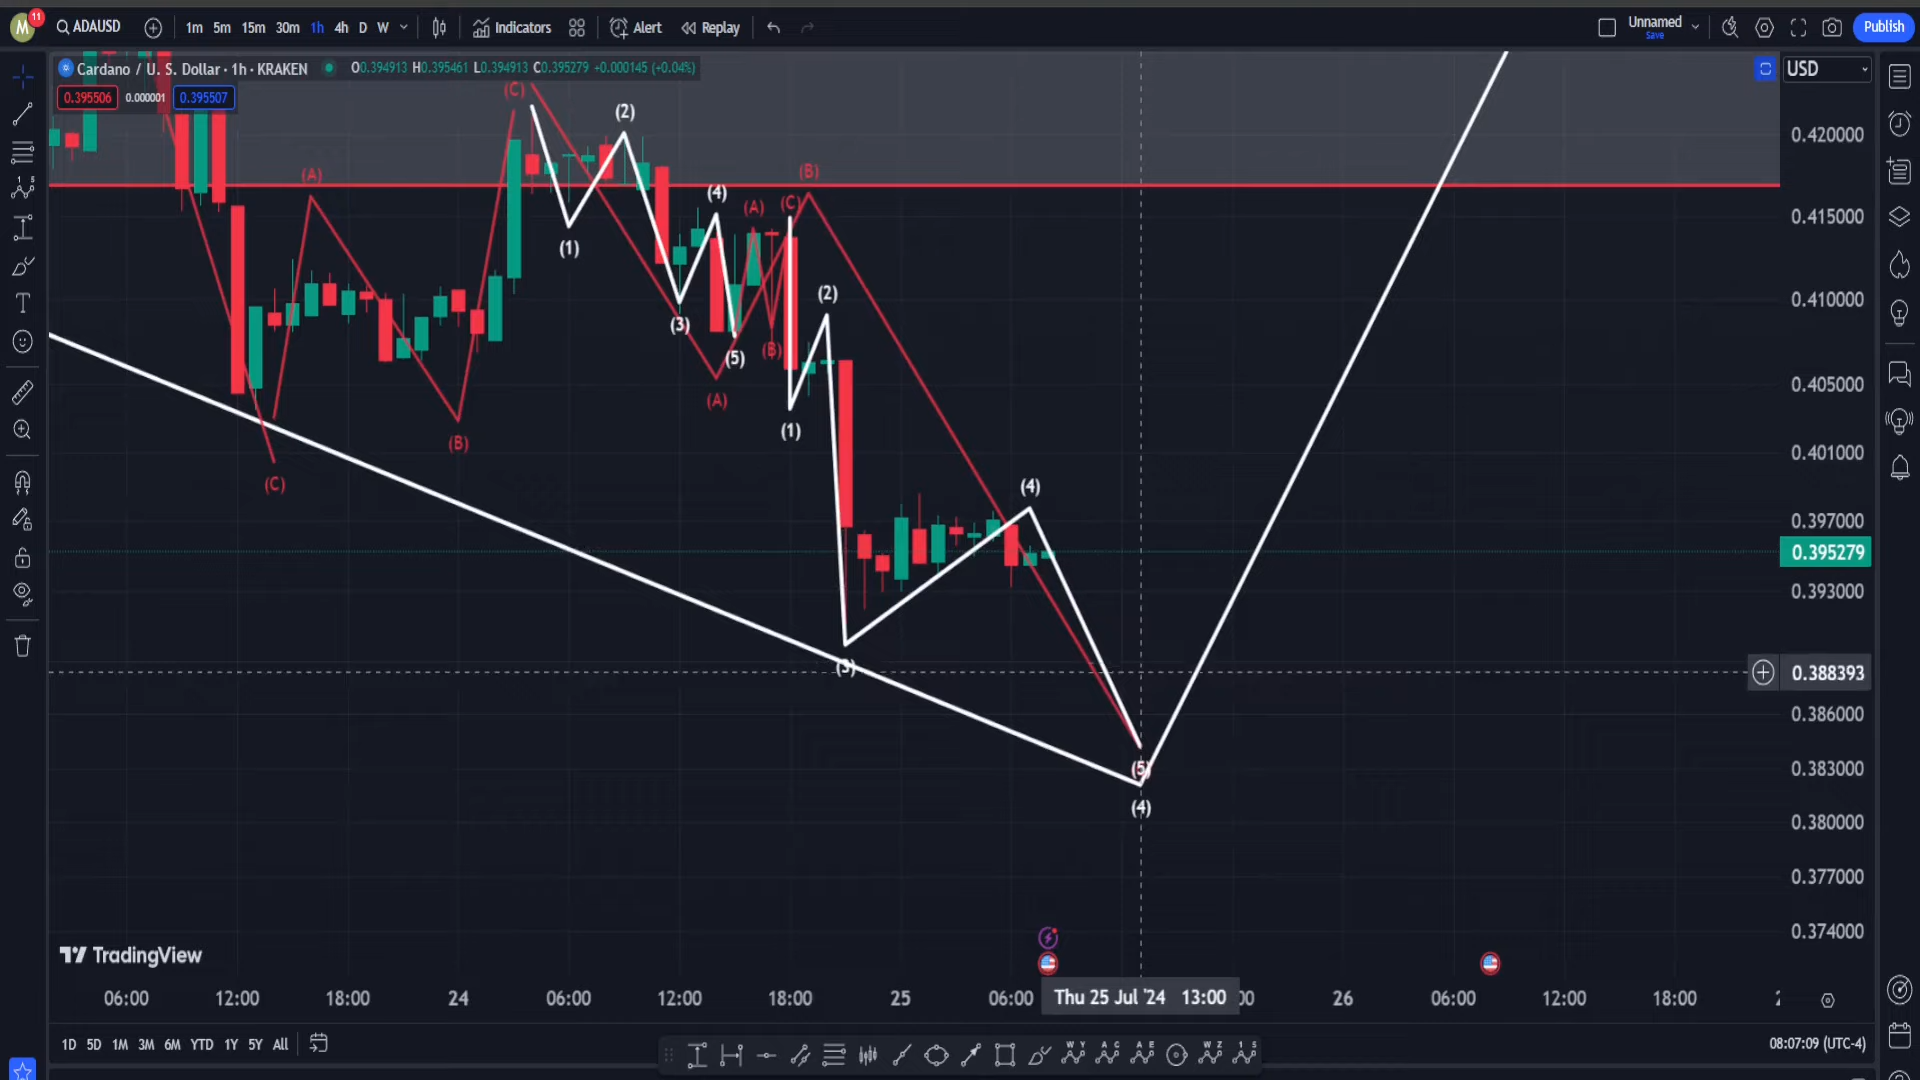 M 11 ADAUSD 1m 5m 15m 30m 1h 4h D W Indicators Alert Replay Unnamed Save Publish
Cardano / U. S. Dollar · 1h · KRAKEN O0.394913 H0.395461 L0.394913 C0.395279 +0.000145 (+0.04%) USD
0.395506 0.000001 0.395507
(C)
(2)
0.420000
(A)
(B)
(4)
(A)
(C)
0.415000
(1)
(2)
0.410000
(3)
(B)
(5)
0.405000
(A)
(B)
(1)
0.401000
(C)
(4)
0.397000
0.395279
0.393000
(3)
0.388393
0.386000
(5)
0.383000
(4)
0.380000
0.377000
0.374000
TradingView
06:00 12:00 18:00 24 06:00 12:00 18:00 25 06:00 Thu 25 Jul '24 13:00 26 06:00 12:00 18:00
1D 5D 1M 3M 6M YTD 1Y 5Y All 08:07:09 (UTC-4)